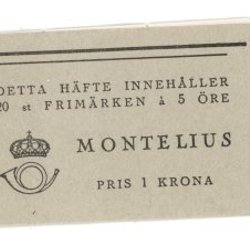 DETTA HÄFTE INNEHÅLLER
20 st FRIMÄRKEN à 5 ÖRE
MONTELIUS
PRIS 1 KRONA